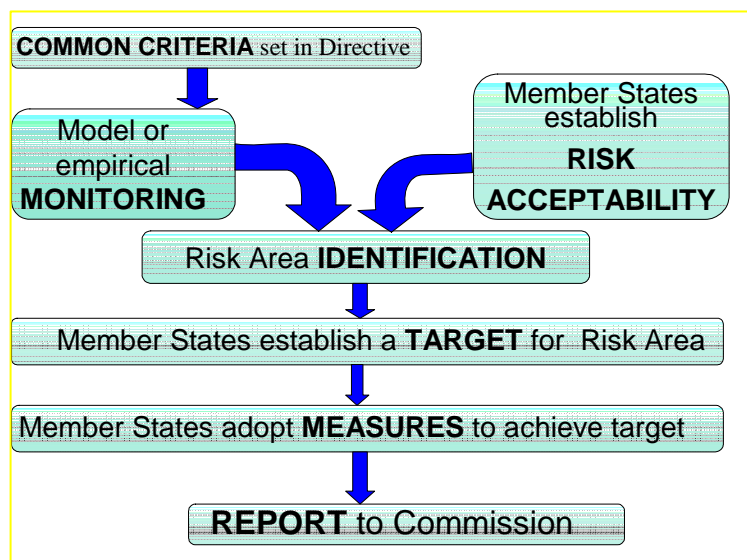 COMMON CRITERIA set in Directive
Model or
empirical
MONITORING
Member States
establish
RISK
ACCEPTABILITY
Risk Area IDENTIFICATION
Member States establish a TARGET for Risk Area
Member States adopt MEASURES to achieve target
REPORT to Commission